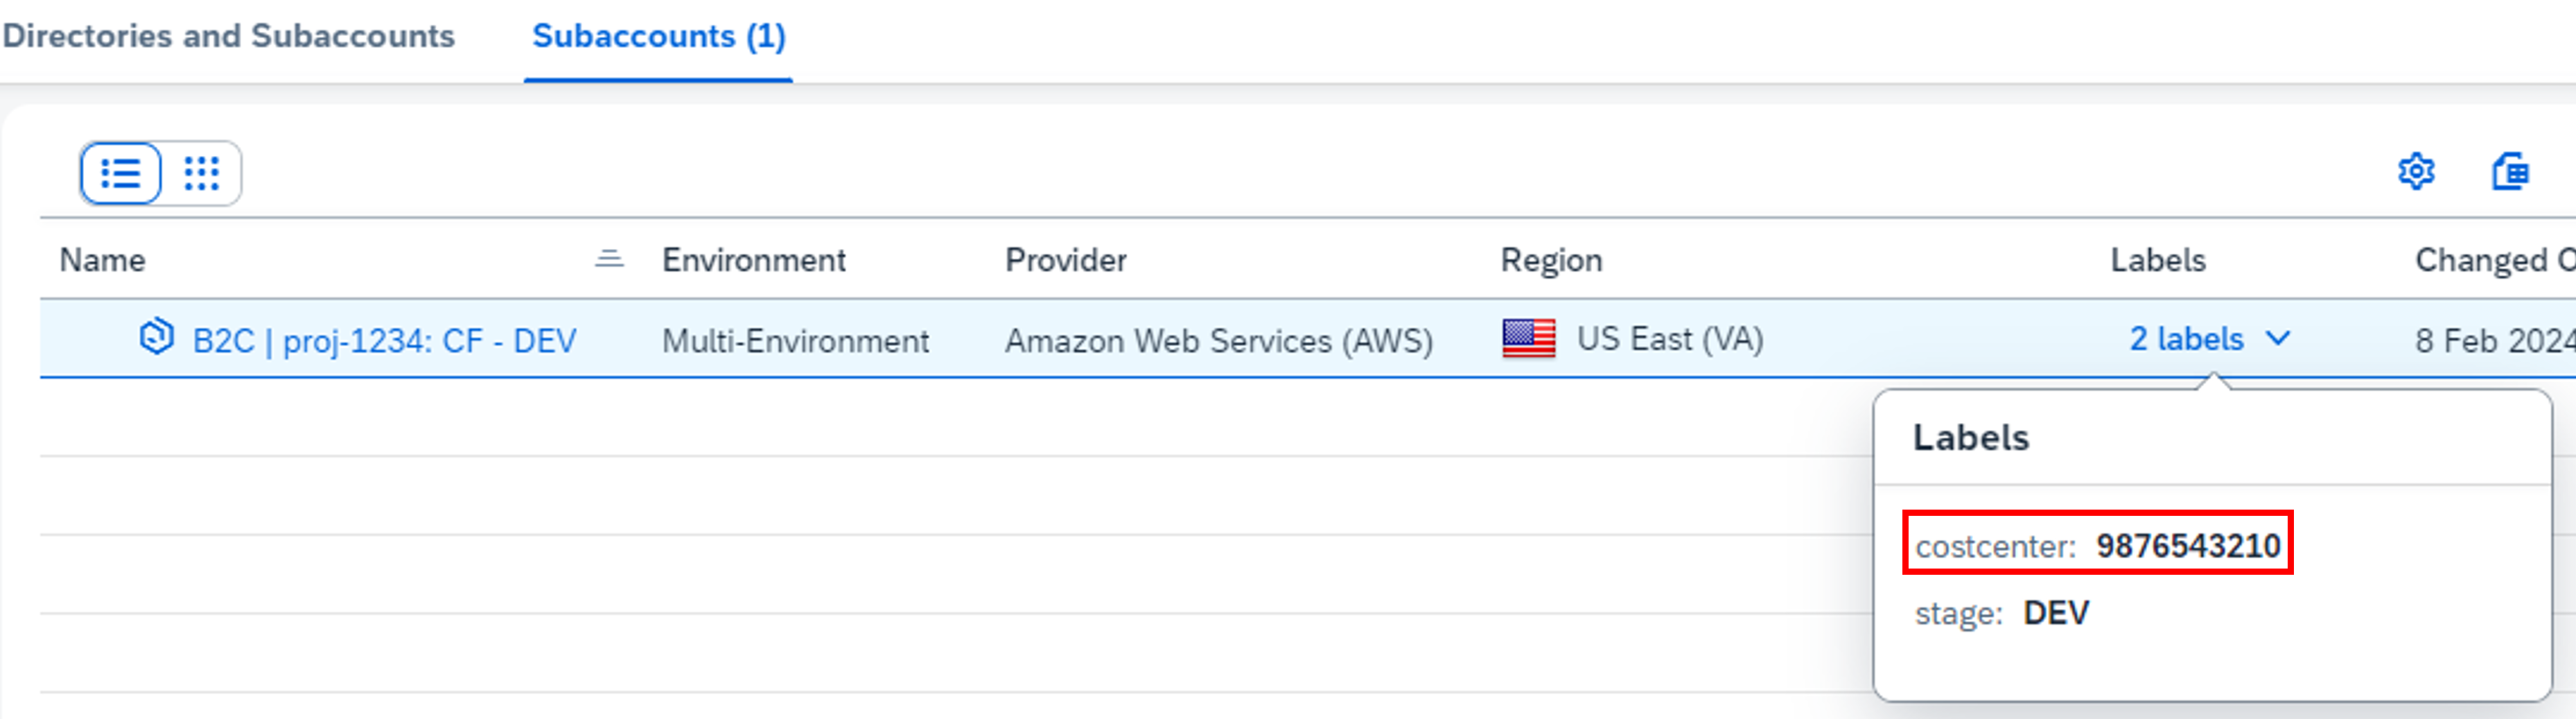 Directories and Subaccounts Subaccounts (1)
Name Environment Provider Region Labels Changed O
B2C | proj-1234: CF - DEV Multi-Environment Amazon Web Services (AWS) US East (VA) 2 labels 8 Feb 2024
Labels
costcenter: 9876543210
stage: DEV